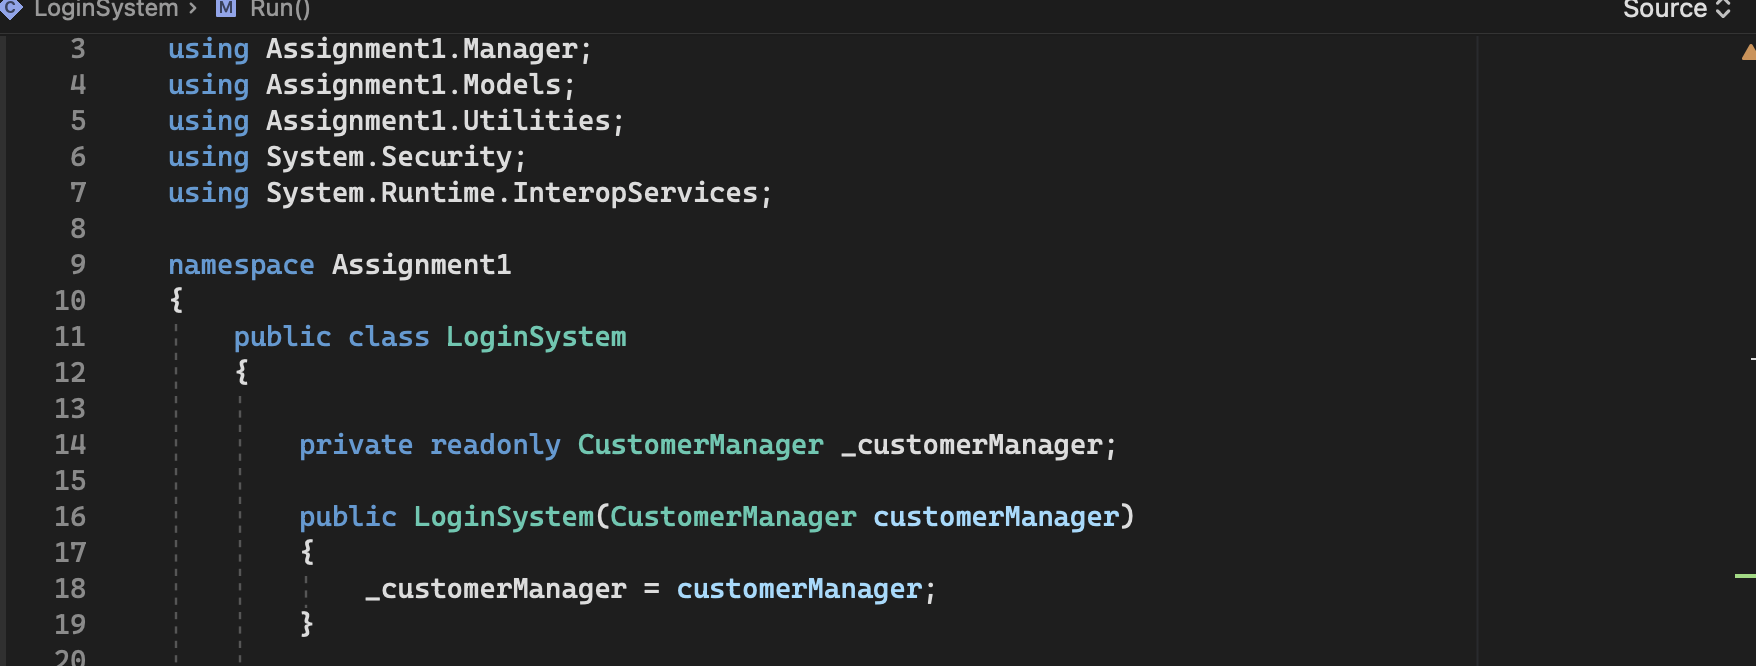 C LoginSystem > M Run() Source
3 using Assignment1.Manager;
4 using Assignment1.Models;
5 using Assignment1.Utilities;
6 using System.Security;
7 using System.Runtime.InteropServices;
8
9 namespace Assignment1
10 {
11 public class LoginSystem
12 {
13
14 private readonly CustomerManager _customerManager;
15
16 public LoginSystem(CustomerManager customerManager)
17 {
18 _customerManager = customerManager;
19 }
20